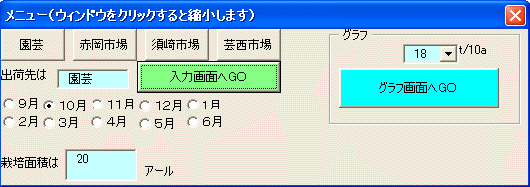 メニュー(ウィンドウをクリックすると縮小します)
園芸 赤岡市場 須崎市場 芸西市場
グラフ
18 t/10a
出荷先は 園芸 入力画面へGO
グラフ画面へGO
9月 10月 11月 12月 1月
2月 3月 4月 5月 6月
栽培面積は 20 アール